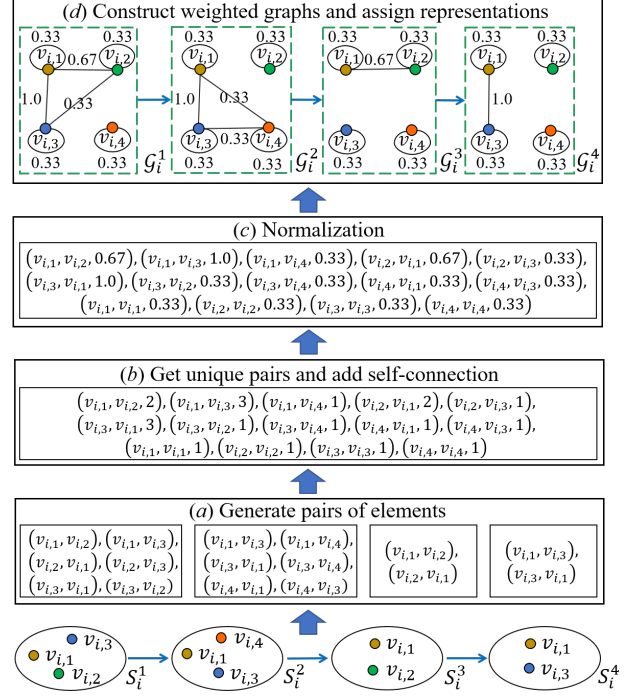 (d) Construct weighted graphs and assign representations
0.33 0.33 0.33 0.33 0.33 0.33 0.33 0.33
v_{i,1} 0.67 v_{i,2} v_{i,1} v_{i,2} v_{i,1} 0.67 v_{i,2} v_{i,1} v_{i,2}
1.0 0.33 1.0 0.33 1.0
v_{i,3} v_{i,4} v_{i,3} 0.33 v_{i,4} v_{i,3} v_{i,4} v_{i,3} v_{i,4}
0.33 0.33 𝒢_i^1 0.33 0.33 𝒢_i^2 0.33 0.33 𝒢_i^3 0.33 0.33 𝒢_i^4
(c) Normalization
(v_{i,1}, v_{i,2}, 0.67), (v_{i,1}, v_{i,3}, 1.0), (v_{i,1}, v_{i,4}, 0.33), (v_{i,2}, v_{i,1}, 0.67), (v_{i,2}, v_{i,3}, 0.33),
(v_{i,3}, v_{i,1}, 1.0), (v_{i,3}, v_{i,2}, 0.33), (v_{i,3}, v_{i,4}, 0.33), (v_{i,4}, v_{i,1}, 0.33), (v_{i,4}, v_{i,3}, 0.33),
(v_{i,1}, v_{i,1}, 0.33), (v_{i,2}, v_{i,2}, 0.33), (v_{i,3}, v_{i,3}, 0.33), (v_{i,4}, v_{i,4}, 0.33)
(b) Get unique pairs and add self-connection
(v_{i,1}, v_{i,2}, 2), (v_{i,1}, v_{i,3}, 3), (v_{i,1}, v_{i,4}, 1), (v_{i,2}, v_{i,1}, 2), (v_{i,2}, v_{i,3}, 1),
(v_{i,3}, v_{i,1}, 3), (v_{i,3}, v_{i,2}, 1), (v_{i,3}, v_{i,4}, 1), (v_{i,4}, v_{i,1}, 1), (v_{i,4}, v_{i,3}, 1),
(v_{i,1}, v_{i,1}, 1), (v_{i,2}, v_{i,2}, 1), (v_{i,3}, v_{i,3}, 1), (v_{i,4}, v_{i,4}, 1)
(a) Generate pairs of elements
(v_{i,1}, v_{i,2}), (v_{i,1}, v_{i,3}),
(v_{i,2}, v_{i,1}), (v_{i,2}, v_{i,3}),
(v_{i,3}, v_{i,1}), (v_{i,3}, v_{i,2})
(v_{i,1}, v_{i,3}), (v_{i,1}, v_{i,4}),
(v_{i,3}, v_{i,1}), (v_{i,3}, v_{i,4}),
(v_{i,4}, v_{i,1}), (v_{i,4}, v_{i,3})
(v_{i,1}, v_{i,2}),
(v_{i,2}, v_{i,1})
(v_{i,1}, v_{i,3}),
(v_{i,3}, v_{i,1})
v_{i,3}
v_{i,1}
v_{i,2} S_i^1
v_{i,4}
v_{i,1}
v_{i,3} S_i^2
v_{i,1}
v_{i,2} S_i^3
v_{i,1}
v_{i,3} S_i^4